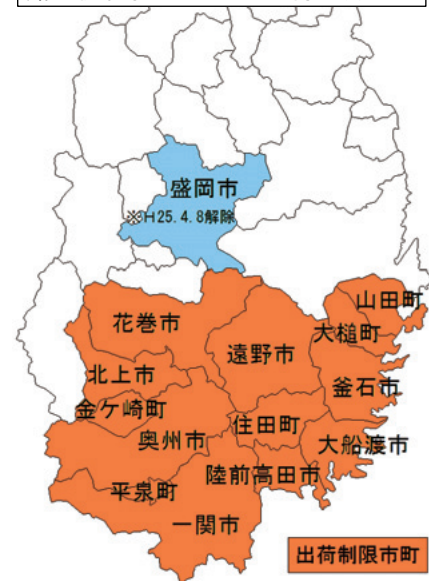 盛岡市
※H25.4.8解除
山田町
花巻市
大槌町
遠野市
北上市
釜石市
金ケ崎町
住田町
奥州市
大船渡市
陸前高田市
平泉町
一関市
出荷制限市町